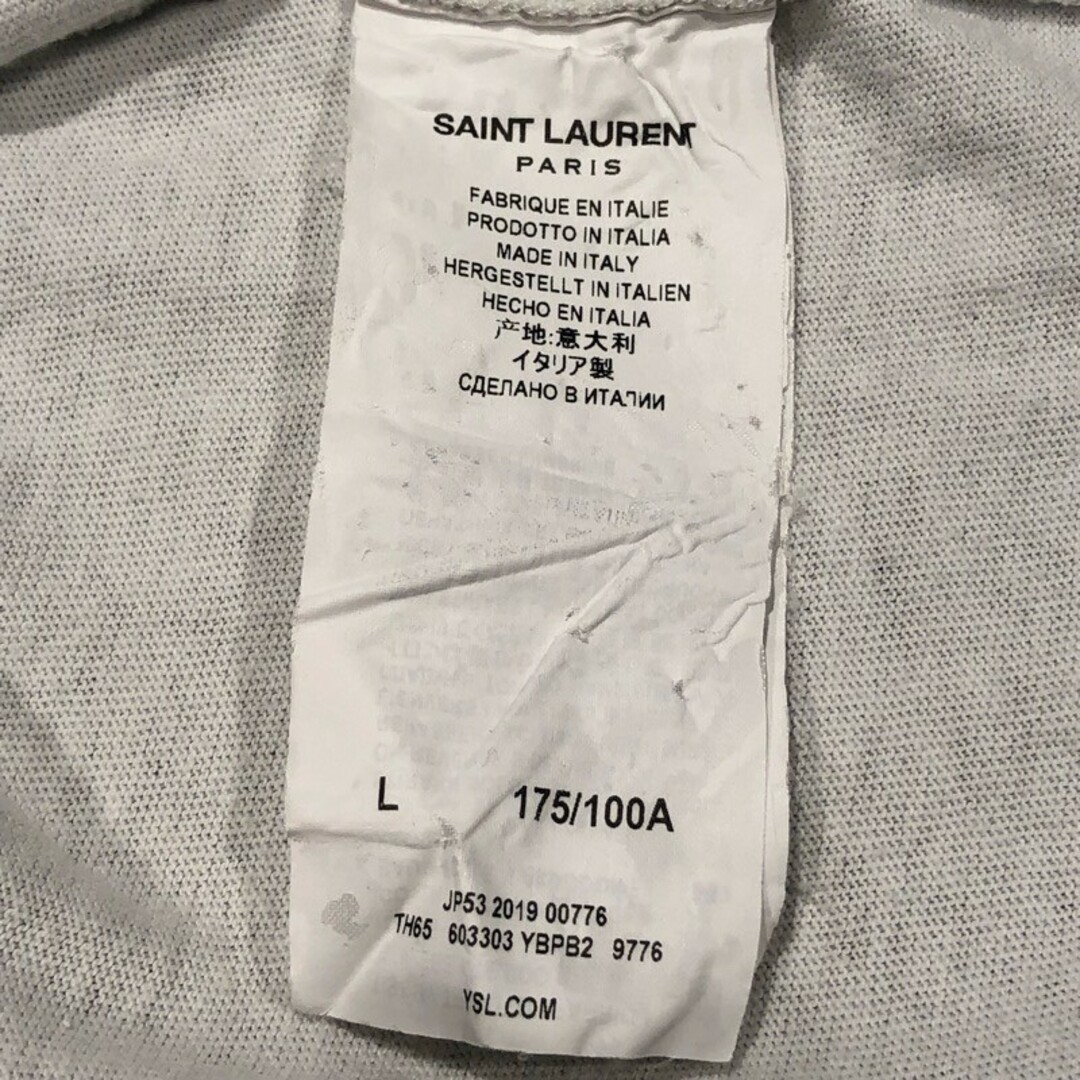 SAINT LAURENT
PARIS
FABRIQUE EN ITALIE
PRODOTTO IN ITALIA
MADE IN ITALY
HERGESTELLT IN ITALIEN
HECHO EN ITALIA
产地:意大利
イタリア製
СДЕЛАНО В ИТАЛИИ
L 175/100A
JP53 2019 00776
TH65 603303 YBPB2 9776
YSL.COM